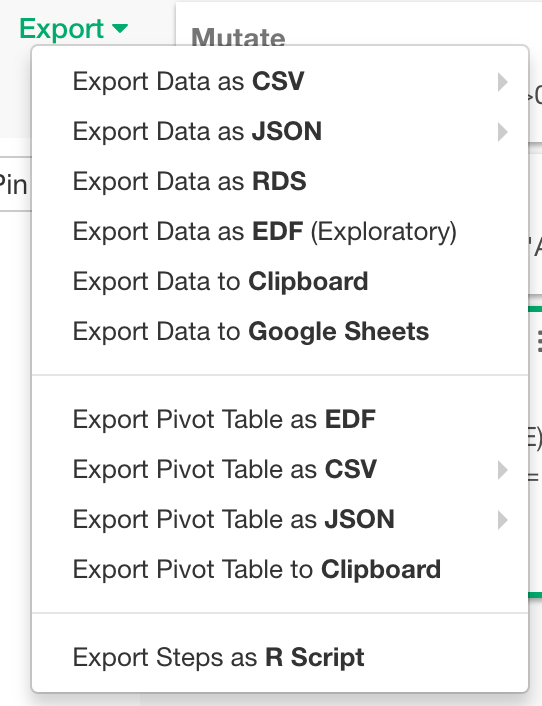 Export
Mutate
Export Data as CSV
Export Data as JSON
Export Data as RDS
Export Data as EDF (Exploratory)
Export Data to Clipboard
Export Data to Google Sheets
Export Pivot Table as EDF
Export Pivot Table as CSV
Export Pivot Table as JSON
Export Pivot Table to Clipboard
Export Steps as R Script
Pin
E)
=